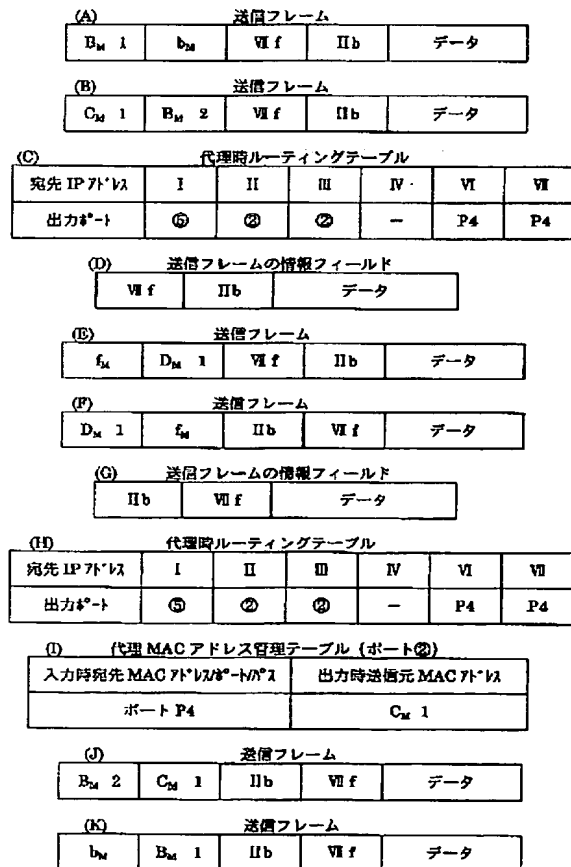 (A) 送信フレーム
B_M 1 b_M Ⅶ f Ⅱ b データ
(B) 送信フレーム
C_M 1 B_M 2 Ⅶ f Ⅱ b データ
(C) 代理時ルーティングテーブル
宛先 IP アドレス Ⅰ Ⅱ Ⅲ Ⅳ Ⅵ Ⅶ
出力ポート ⑤ ② ② － P4 P4
(D) 送信フレームの情報フィールド
Ⅶ f Ⅱ b データ
(E) 送信フレーム
f_M D_M 1 Ⅶ f Ⅱ b データ
(F) 送信フレーム
D_M 1 f_M Ⅱ b Ⅶ f データ
(G) 送信フレームの情報フィールド
Ⅱ b Ⅶ f データ
(H) 代理時ルーティングテーブル
宛先 IP アドレス Ⅰ Ⅱ Ⅲ Ⅳ Ⅵ Ⅶ
出力ポート ⑤ ② ② － P4 P4
(I) 代理 MAC アドレス管理テーブル (ポート②)
入力時宛先 MAC アドレス/ポート/パス 出力時送信元 MAC アドレス
ポート P4 C_M 1
(J) 送信フレーム
B_M 2 C_M 1 Ⅱ b Ⅶ f データ
(K) 送信フレーム
b_M B_M 1 Ⅱ b Ⅶ f データ